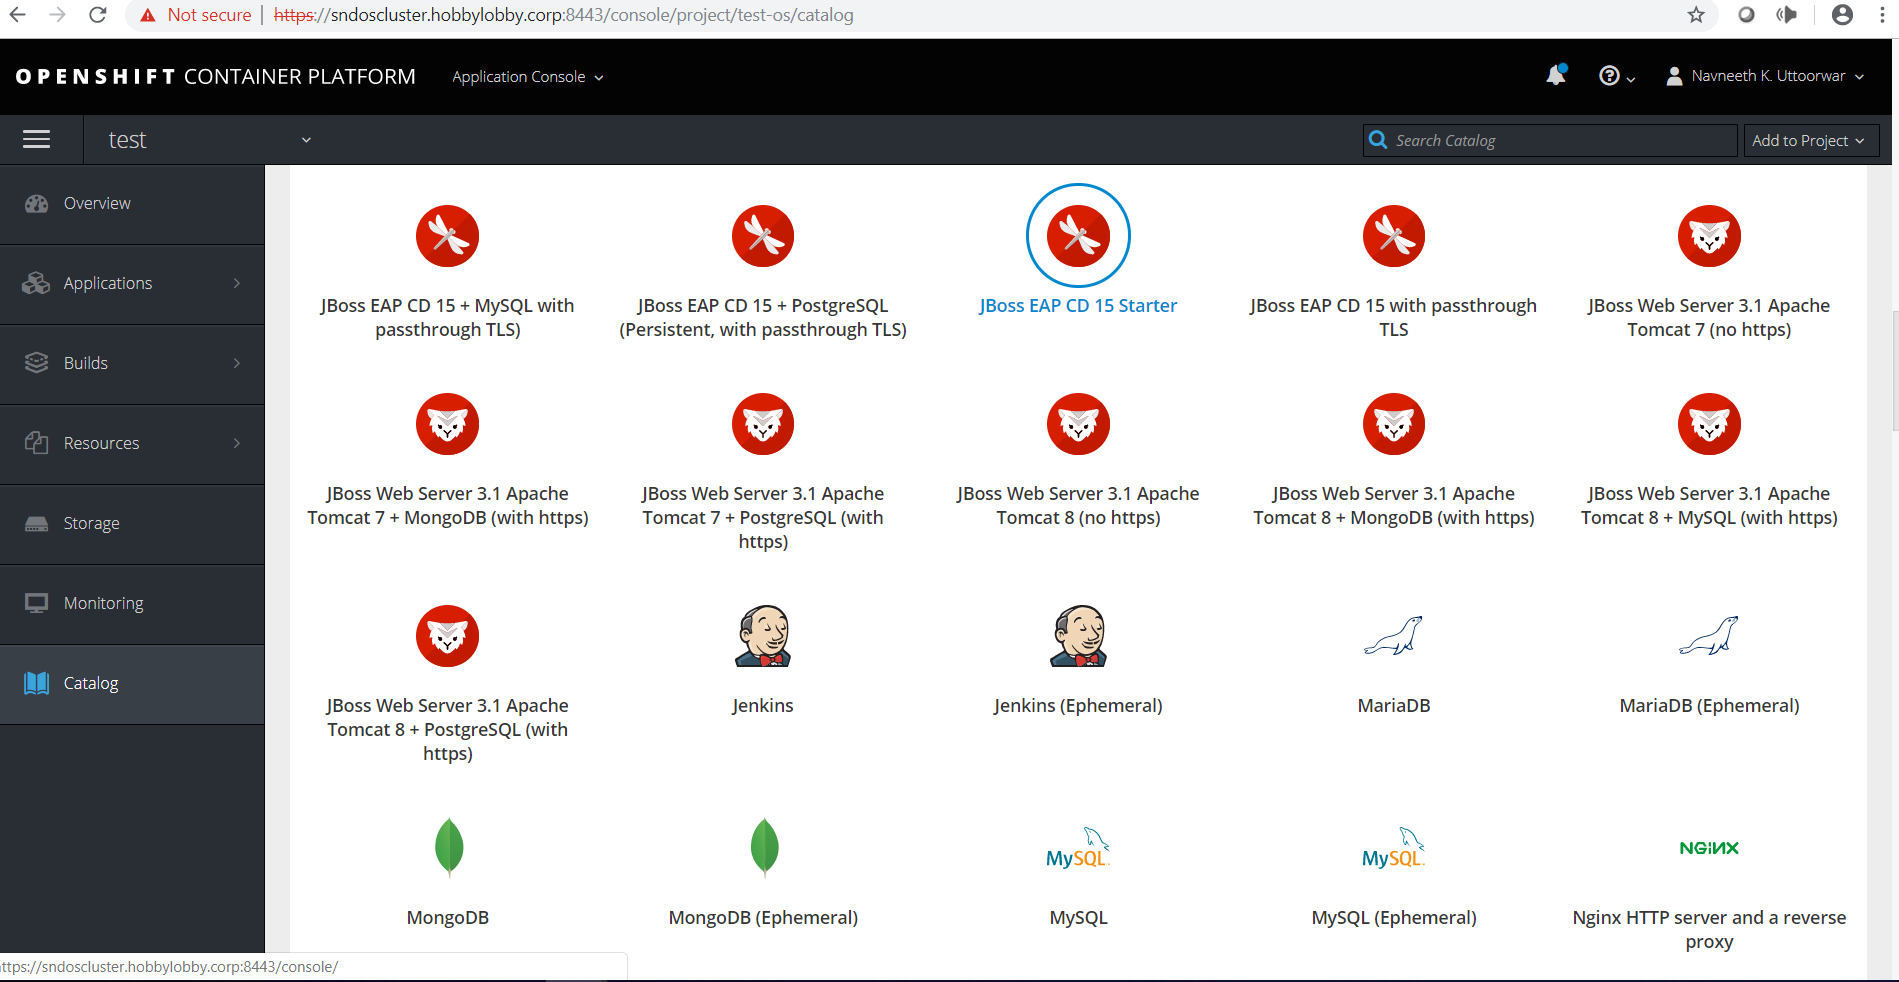 Not secure https://sndoscluster.hobbylobby.corp:8443/console/project/test-os/catalog
OPENSHIFT CONTAINER PLATFORM Application Console ? Navneeth K. Uttoorwar
test Search Catalog Add to Project
Overview
Applications
Builds
Resources
Storage
Monitoring
Catalog
JBoss EAP CD 15 + MySQL with
passthrough TLS)
JBoss EAP CD 15 + PostgreSQL
(Persistent, with passthrough TLS)
JBoss EAP CD 15 Starter
JBoss EAP CD 15 with passthrough
TLS
JBoss Web Server 3.1 Apache
Tomcat 7 (no https)
JBoss Web Server 3.1 Apache
Tomcat 7 + MongoDB (with https)
JBoss Web Server 3.1 Apache
Tomcat 7 + PostgreSQL (with
https)
JBoss Web Server 3.1 Apache
Tomcat 8 (no https)
JBoss Web Server 3.1 Apache
Tomcat 8 + MongoDB (with https)
JBoss Web Server 3.1 Apache
Tomcat 8 + MySQL (with https)
JBoss Web Server 3.1 Apache
Tomcat 8 + PostgreSQL (with
https)
Jenkins
Jenkins (Ephemeral)
MariaDB
MariaDB (Ephemeral)
MongoDB
MongoDB (Ephemeral)
MySQL
MySQL
MySQL
MySQL (Ephemeral)
NGINX
Nginx HTTP server and a reverse
proxy
ttps://sndoscluster.hobbylobby.corp:8443/console/